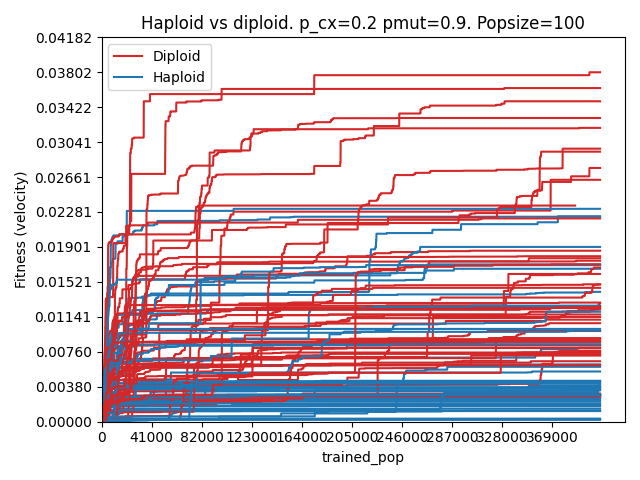 Haploid vs diploid. p_cx=0.2 pmut=0.9. Popsize=100
0.04182
0.03802
0.03422
0.03041
0.02661
0.02281
0.01901
0.01521
0.01141
0.00760
0.00380
0.00000
Fitness (velocity)
Diploid
Haploid
0 41000 82000 123000 164000 205000 246000 287000 328000 369000
trained_pop